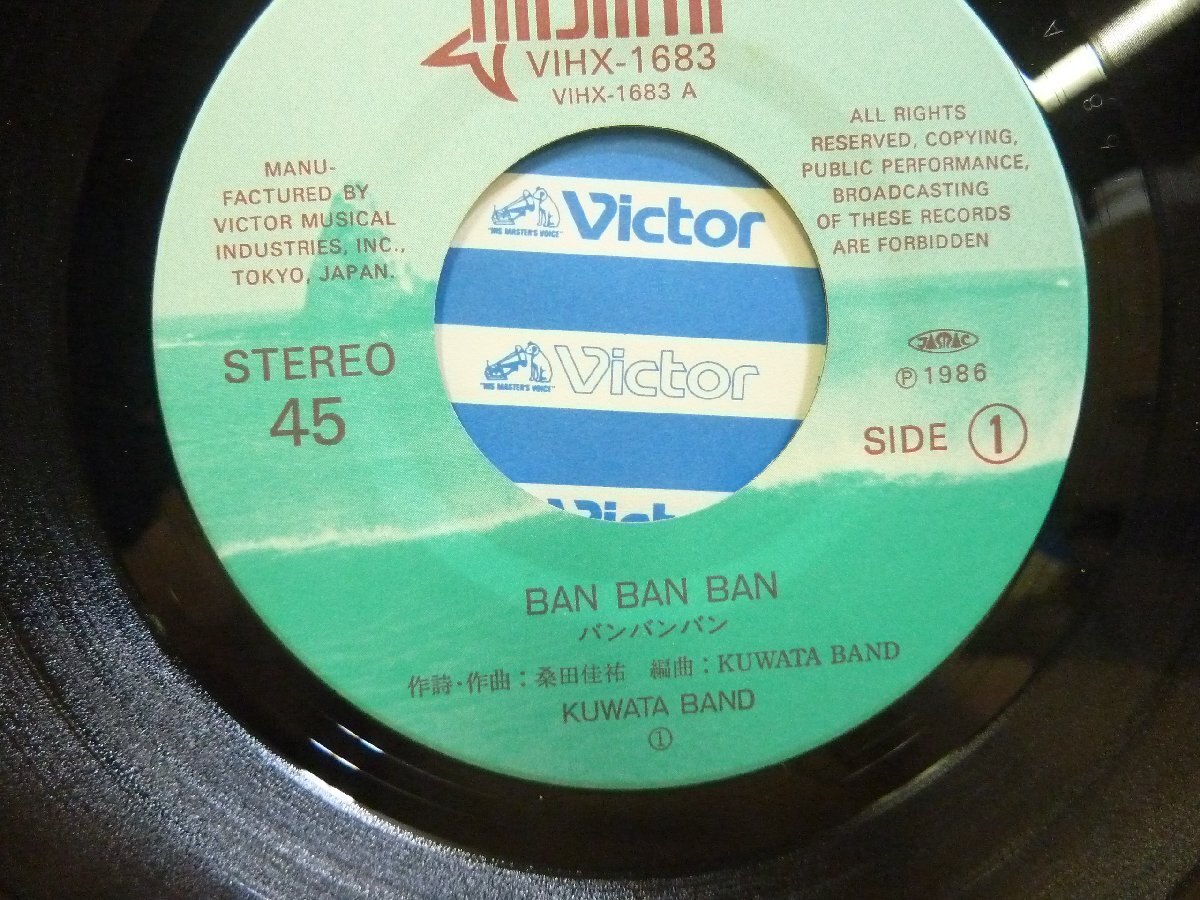 VIHX-1683
VIHX-1683 A
MANU-
FACTURED BY
VICTOR MUSICAL
INDUSTRIES, INC.,
TOKYO, JAPAN.
ALL RIGHTS
RESERVED, COPYING,
PUBLIC PERFORMANCE,
BROADCASTING
OF THESE RECORDS
ARE FORBIDDEN
"HIS MASTER'S VOICE"
Victor
"HIS MASTER'S VOICE"
Victor
Victor
STEREO
45
JASRAC
Ⓟ 1986
SIDE ①
BAN BAN BAN
バンバンバン
作詩・作曲：桑田佳祐 編曲：KUWATA BAND
KUWATA BAND
①